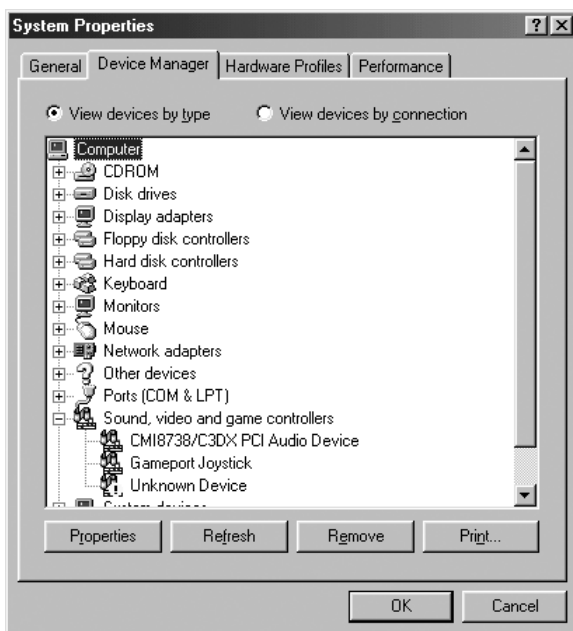 System Properties
General Device Manager Hardware Profiles Performance
View devices by type View devices by connection
Computer
CDROM
Disk drives
Display adapters
Floppy disk controllers
Hard disk controllers
Keyboard
Monitors
Mouse
Network adapters
Other devices
Ports (COM & LPT)
Sound, video and game controllers
CMI8738/C3DX PCI Audio Device
Gameport Joystick
Unknown Device
System devices
Properties Refresh Remove Print...
OK Cancel